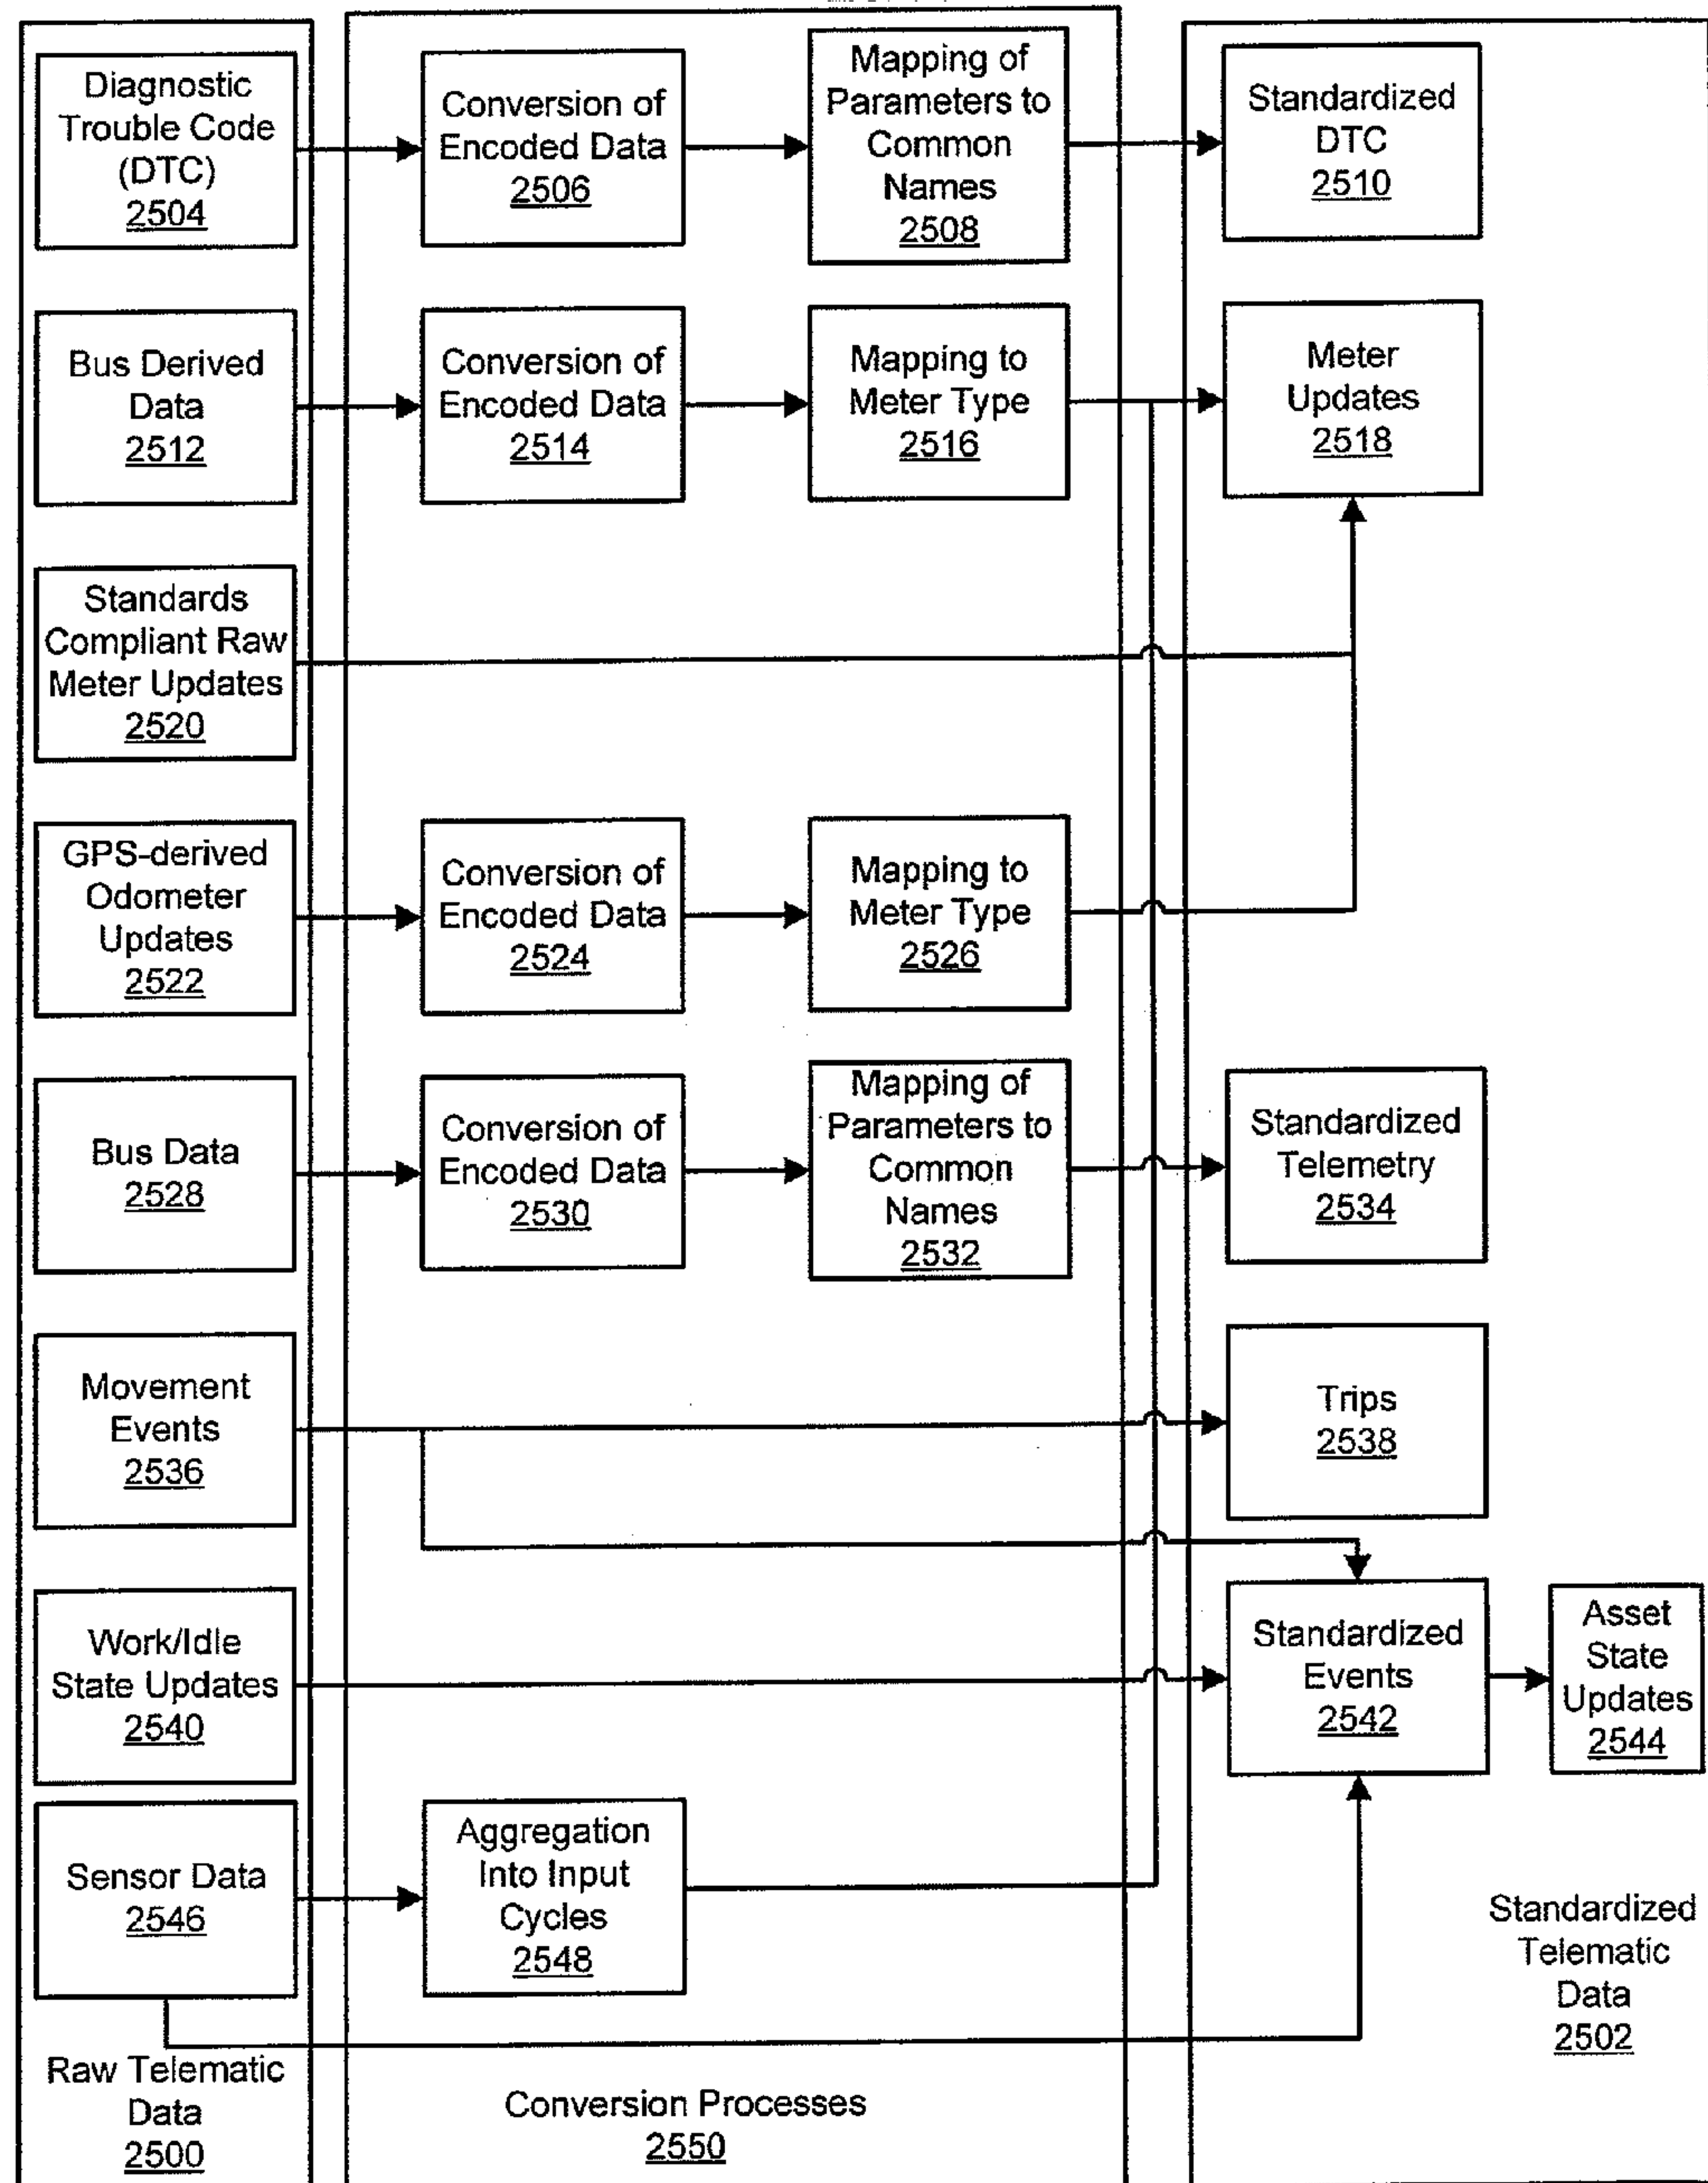 Diagnostic
Trouble Code
(DTC)
2504
Conversion of
Encoded Data
2506
Mapping of
Parameters to
Common
Names
2508
Standardized
DTC
2510
Bus Derived
Data
2512
Conversion of
Encoded Data
2514
Mapping to
Meter Type
2516
Meter
Updates
2518
Standards
Compliant Raw
Meter Updates
2520
GPS-derived
Odometer
Updates
2522
Conversion of
Encoded Data
2524
Mapping to
Meter Type
2526
Bus Data
2528
Conversion of
Encoded Data
2530
Mapping of
Parameters to
Common
Names
2532
Standardized
Telemetry
2534
Movement
Events
2536
Trips
2538
Work/Idle
State Updates
2540
Standardized
Events
2542
Asset
State
Updates
2544
Sensor Data
2546
Aggregation
Into Input
Cycles
2548
Raw Telematic
Data
2500
Conversion Processes
2550
Standardized
Telematic
Data
2502